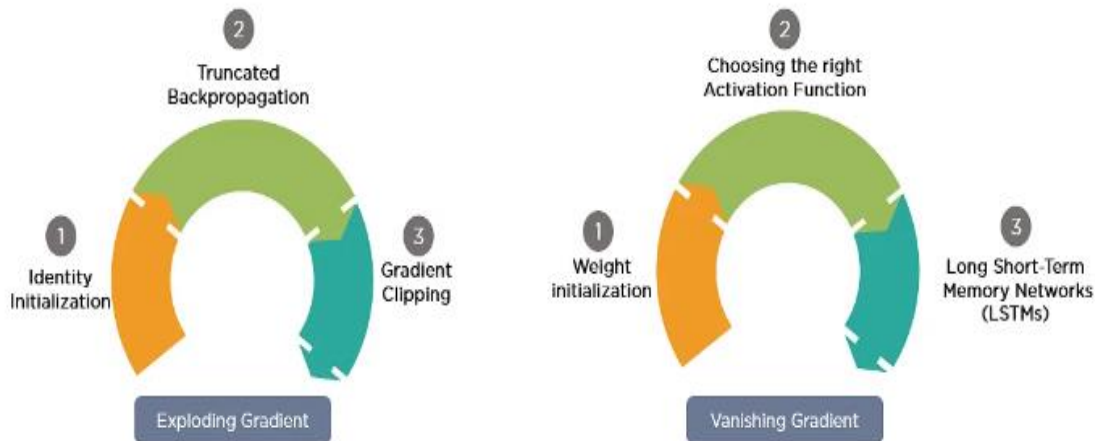 2
Truncated
Backpropagation
1
Identity
Initialization
3
Gradient
Clipping
Exploding Gradient
2
Choosing the right
Activation Function
1
Weight
initialization
3
Long Short-Term
Memory Networks
(LSTMs)
Vanishing Gradient